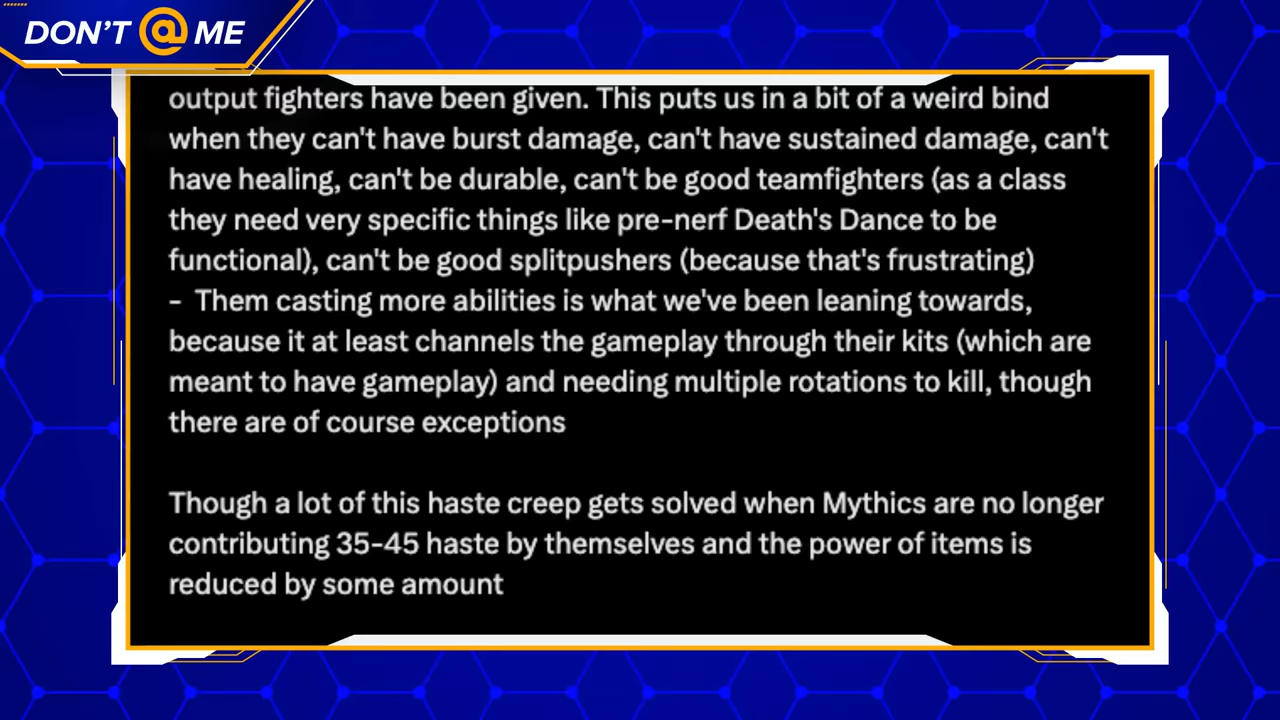 DON'T @ ME
output fighters have been given. This puts us in a bit of a weird bind
when they can't have burst damage, can't have sustained damage, can't
have healing, can't be durable, can't be good teamfighters (as a class
they need very specific things like pre-nerf Death's Dance to be
functional), can't be good splitpushers (because that's frustrating)
- Them casting more abilities is what we've been leaning towards,
because it at least channels the gameplay through their kits (which are
meant to have gameplay) and needing multiple rotations to kill, though
there are of course exceptions
Though a lot of this haste creep gets solved when Mythics are no longer
contributing 35-45 haste by themselves and the power of items is
reduced by some amount